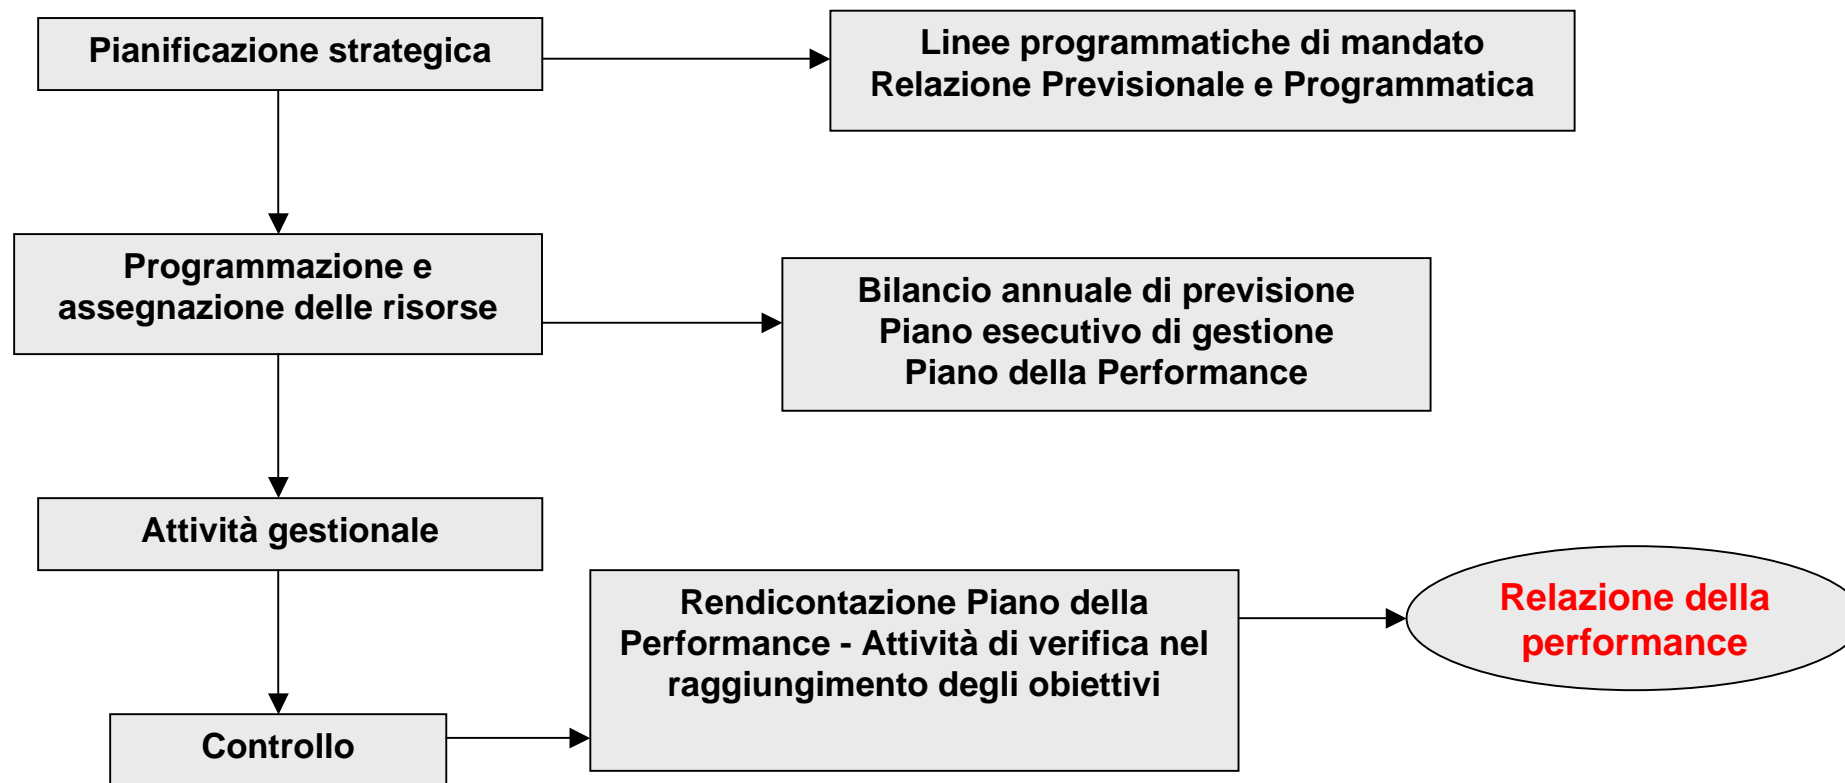 Pianificazione strategica
Linee programmatiche di mandato
Relazione Previsionale e Programmatica
Programmazione e
assegnazione delle risorse
Bilancio annuale di previsione
Piano esecutivo di gestione
Piano della Performance
Attività gestionale
Rendicontazione Piano della
Performance - Attività di verifica nel
raggiungimento degli obiettivi
Relazione della
performance
Controllo